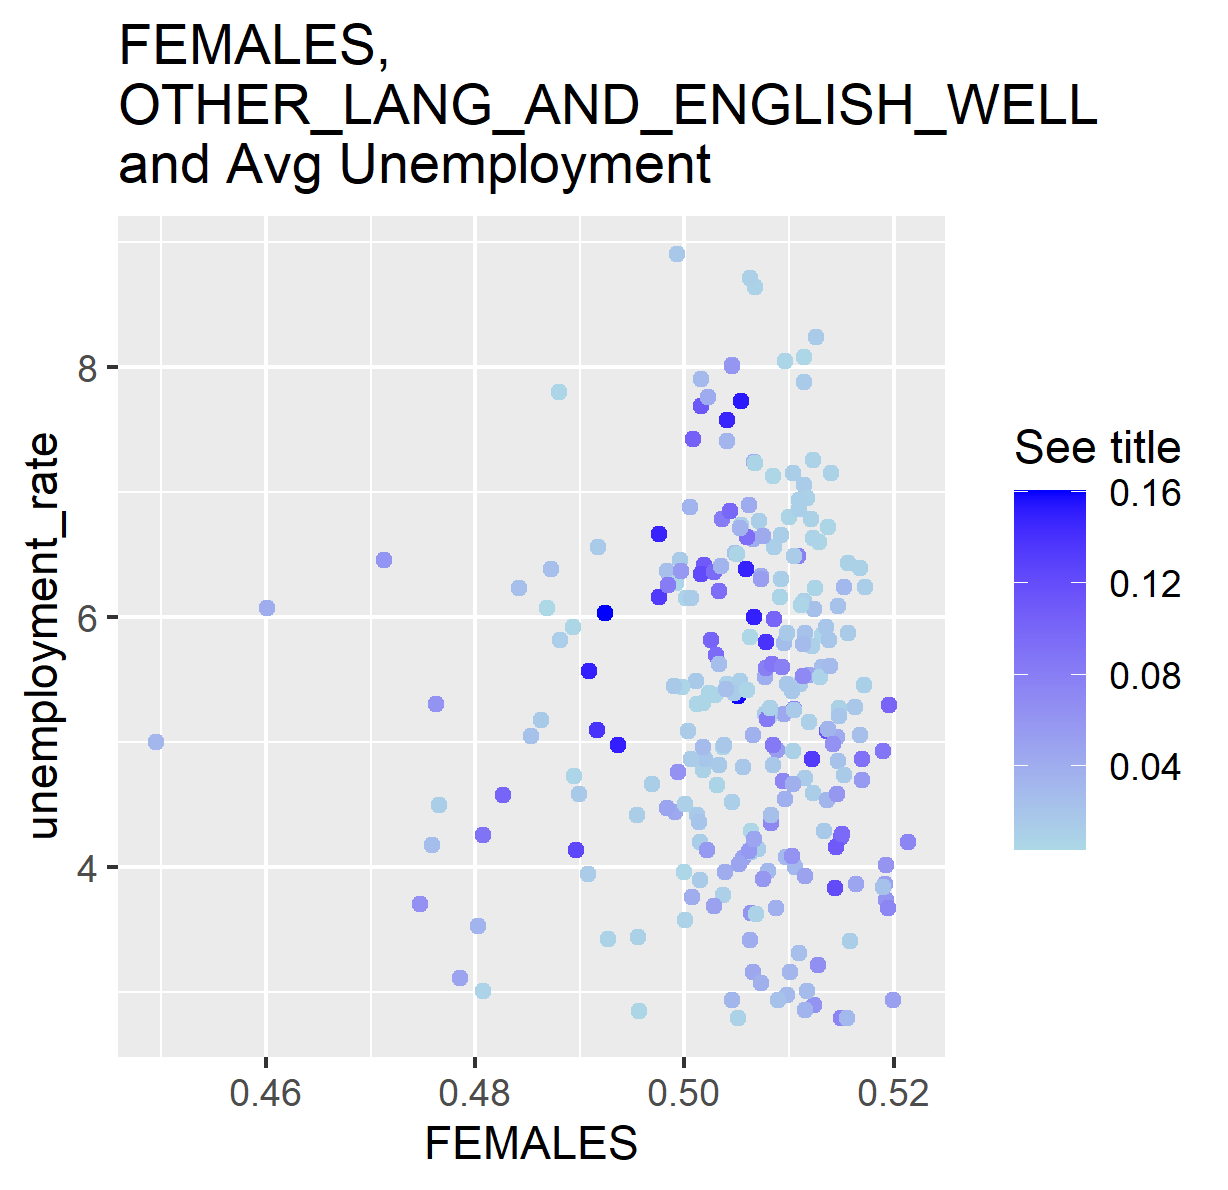 FEMALES,
OTHER_LANG_AND_ENGLISH_WELL
and Avg Unemployment
8
6
4
unemployment_rate
0.46 0.48 0.50 0.52
FEMALES
See title
0.16
0.12
0.08
0.04